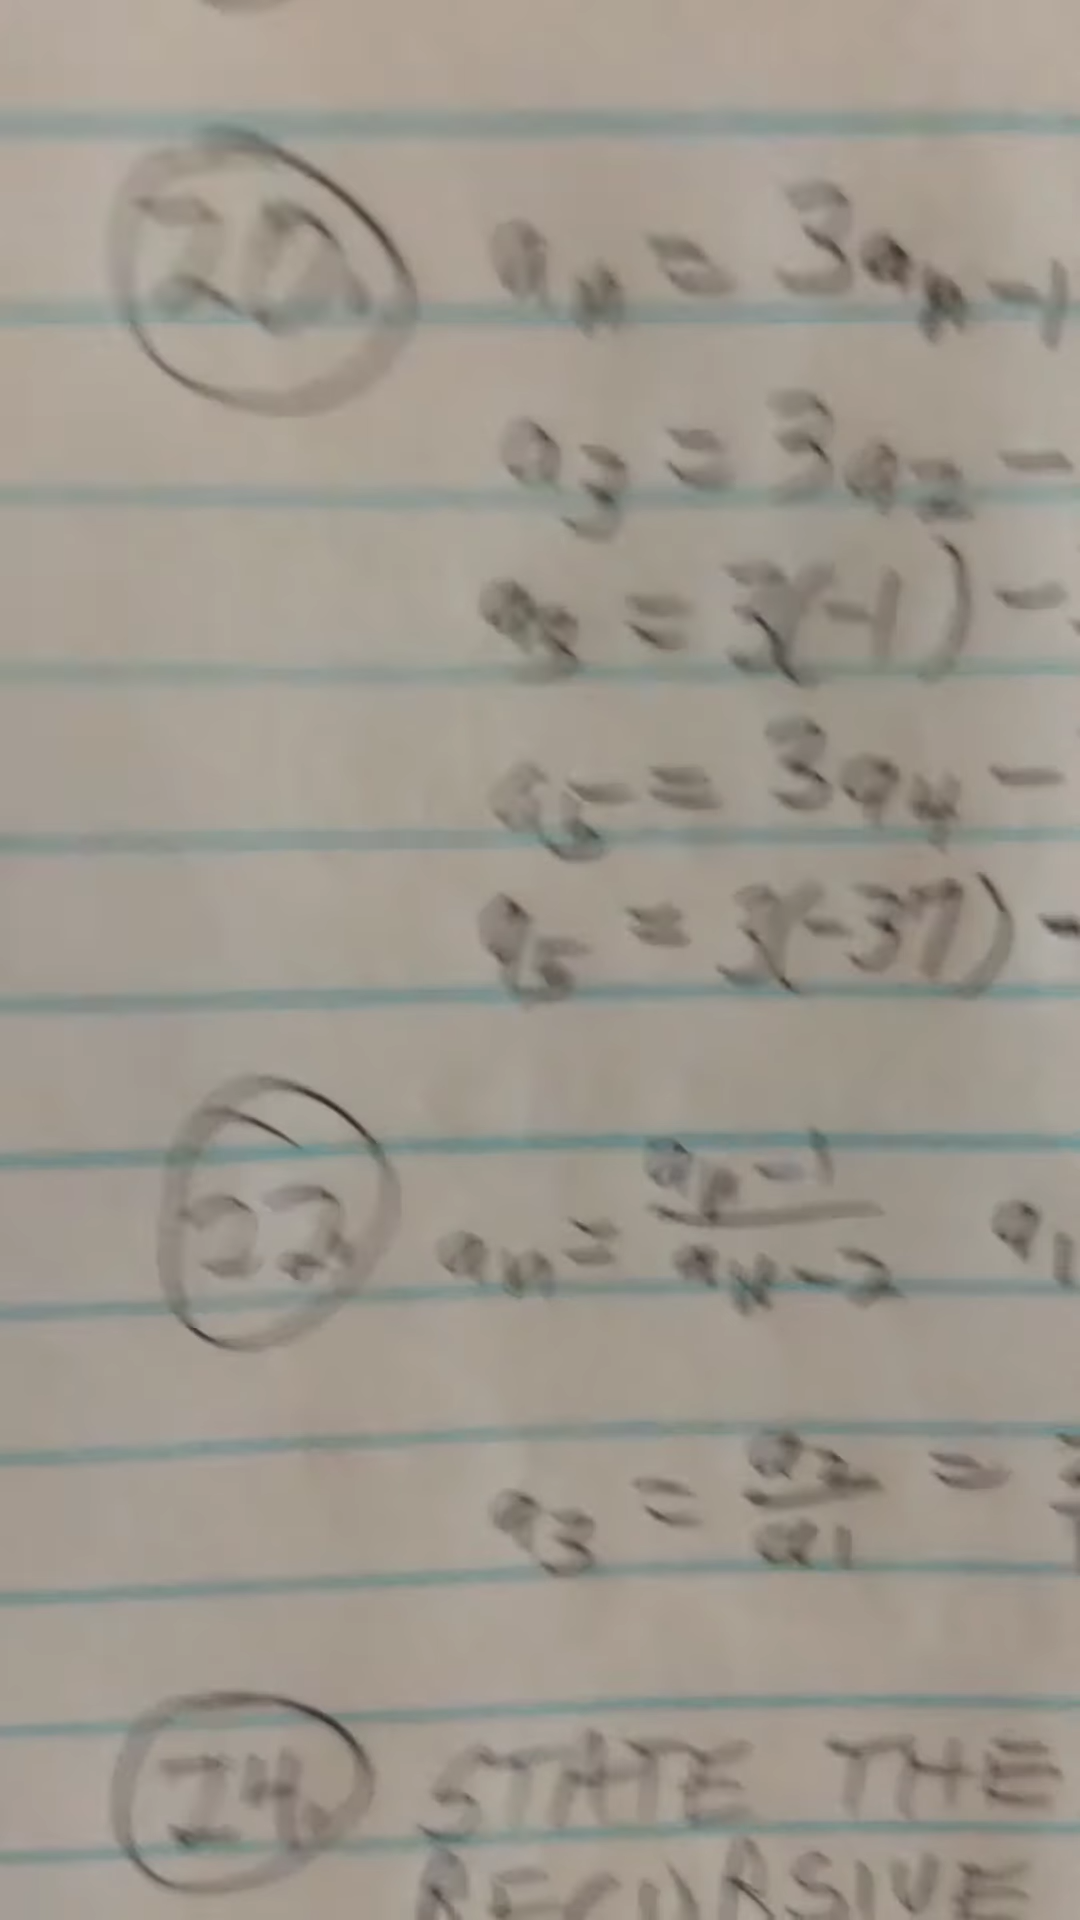 20. aₙ = 3aₙ₋₁
a₃ = 3a₂ -
a₃ = 3(-1) -
a₅ = 3a₄ -
a₅ = 3(-37) -
22. aₙ = aₙ₋₁ / aₙ₋₂ a₁
a₃ = a₂ / a₁ =
24. STATE THE
RECURSIVE